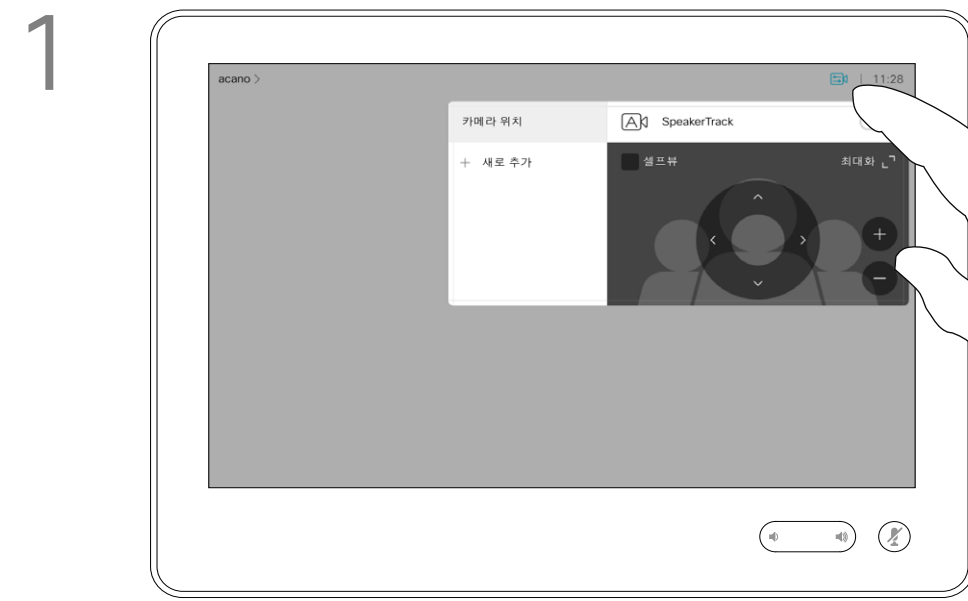 1
acano >
| 11:28
카메라 위치
SpeakerTrack
+ 새로 추가
셀프뷰
최대화